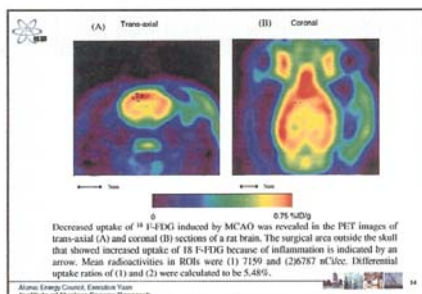 (A) Trans-axial
(B) Coronal
7mm
7mm
0
0.75 %ID/g
Decreased uptake of ¹⁸ F-FDG induced by MCAO was revealed in the PET images of
trans-axial (A) and coronal (B) sections of a rat brain. The surgical area outside the skull
that showed increased uptake of 18 F-FDG because of inflammation is indicated by an
arrow. Mean radioactivities in ROIs were (1) 7159 and (2)6787 nCi/cc. Differential
uptake ratios of (1) and (2) were calculated to be 5.48%.
Atomic Energy Council, Executive Yuan